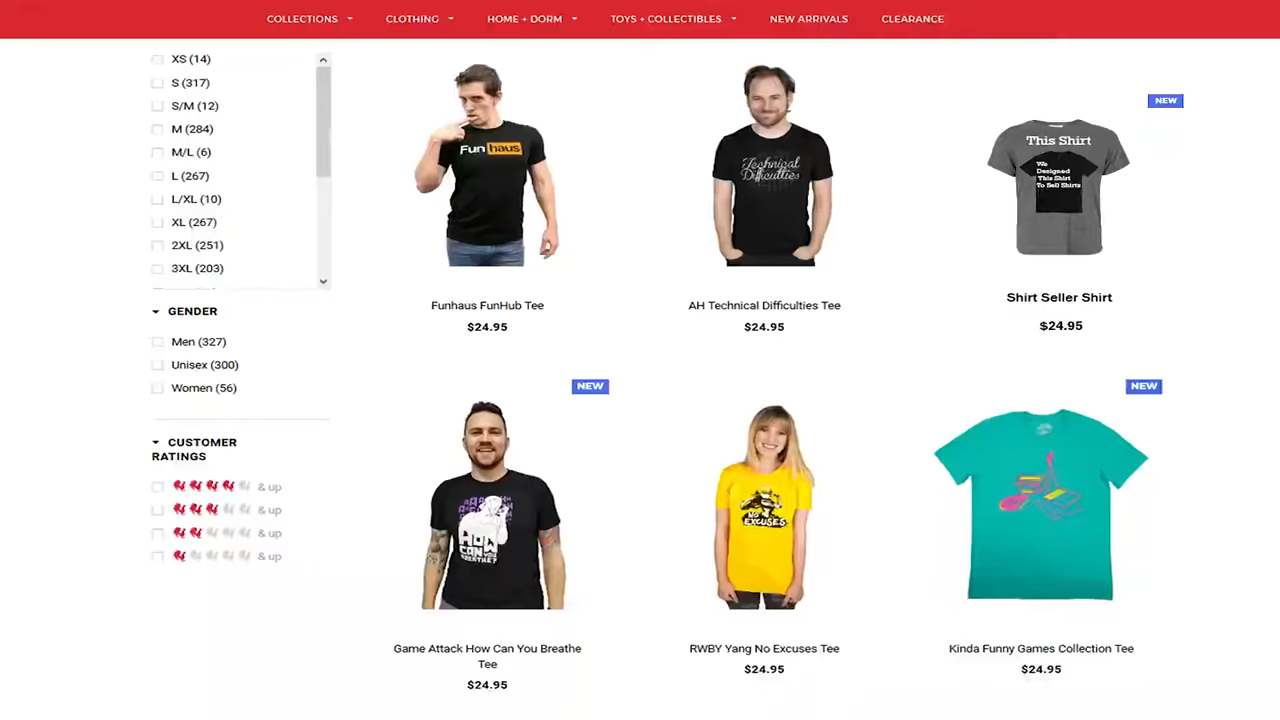 COLLECTIONS CLOTHING HOME + DORM TOYS + COLLECTIBLES NEW ARRIVALS CLEARANCE
XS (14)
S (317)
S/M (12)
M (284)
M/L (6)
L (267)
L/XL (10)
XL (267)
2XL (251)
3XL (203)
GENDER
Men (327)
Unisex (300)
Women (56)
CUSTOMER
RATINGS
& up
& up
& up
& up
Fun haus
Funhaus FunHub Tee
$24.95
Technical
Difficulties
AH Technical Difficulties Tee
$24.95
NEW
This Shirt
We
Designed
This Shirt
To Sell Shirts
Shirt Seller Shirt
$24.95
NEW
HOW
CAN YOU
BREATHE?
Game Attack How Can You Breathe
Tee
$24.95
NO
EXCUSES
RWBY Yang No Excuses Tee
$24.95
NEW
Kinda Funny Games Collection Tee
$24.95